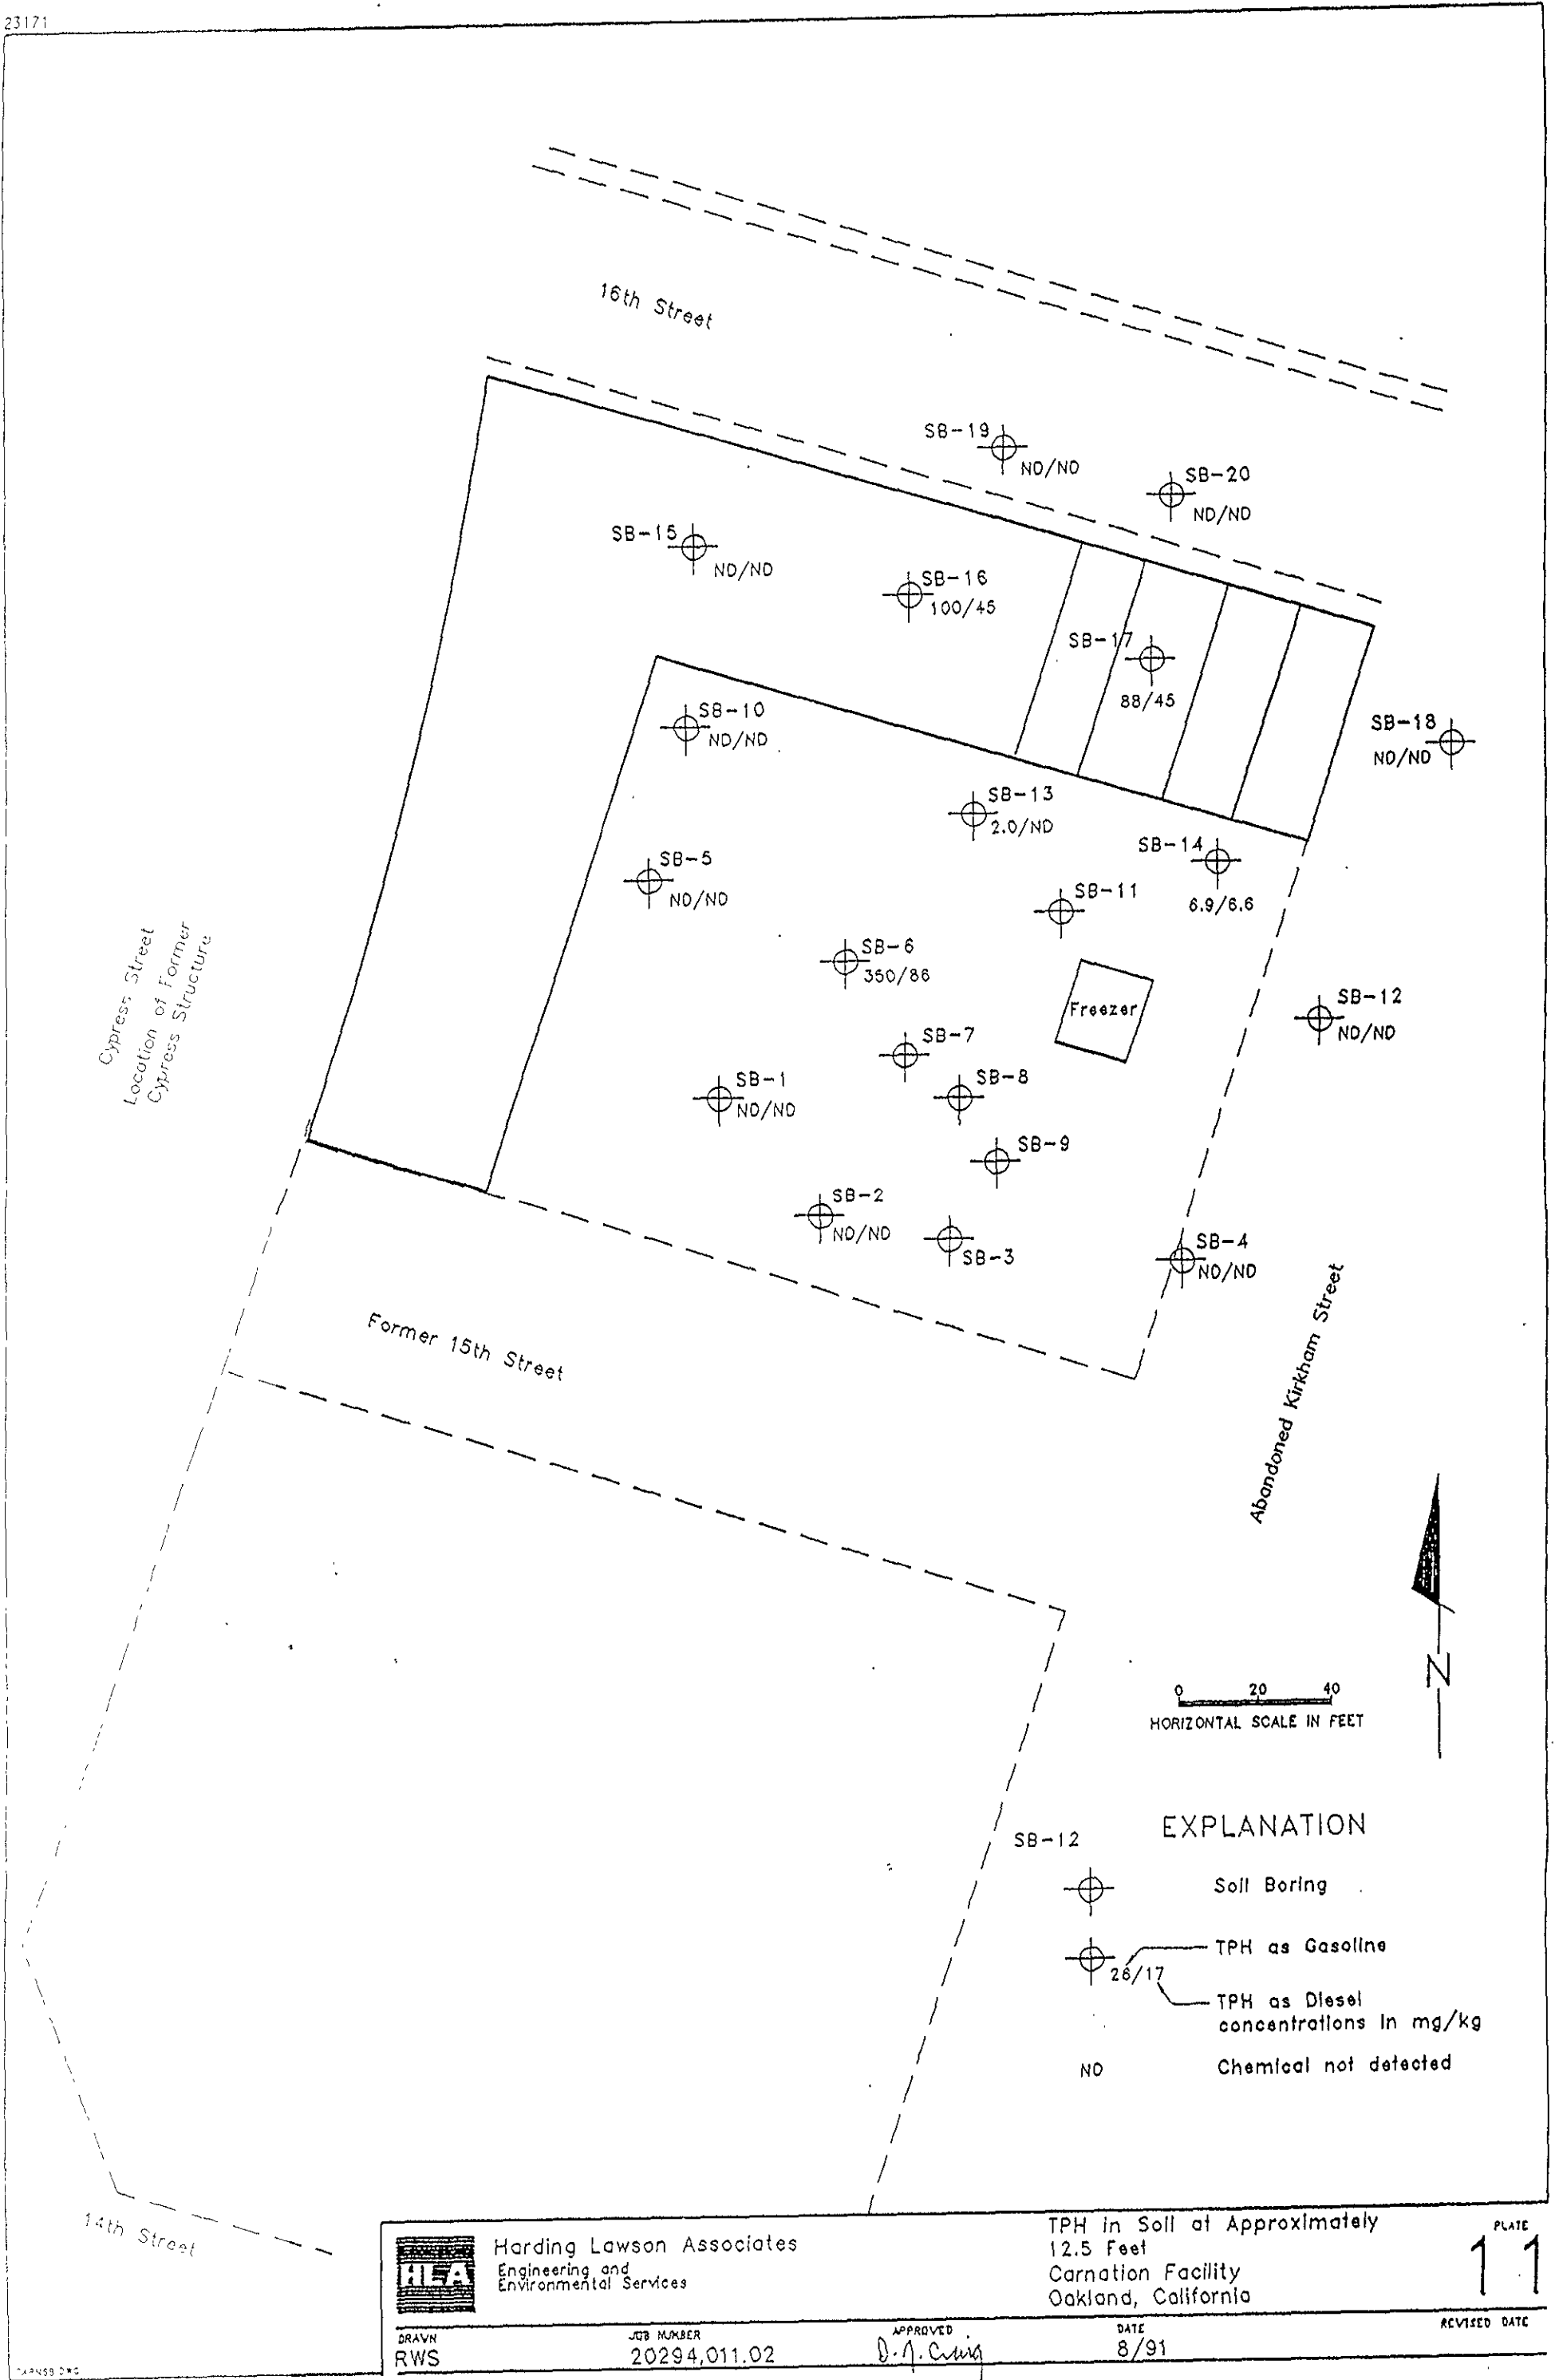 23171
16th Street
SB-19
ND/ND
SB-20
ND/ND
SB-15
ND/ND
SB-16
100/45
SB-17
88/45
SB-10
ND/ND
SB-18
ND/ND
SB-13
2.0/ND
SB-14
6.9/6.6
SB-5
ND/ND
SB-11
SB-6
350/86
Freezer
SB-12
ND/ND
Cypress Street
Location of Former
Cypress Structure
SB-7
SB-1
ND/ND
SB-8
SB-9
SB-2
ND/ND
SB-3
SB-4
ND/ND
Former 15th Street
Abandoned Kirkham Street
N
0 20 40
HORIZONTAL SCALE IN FEET
EXPLANATION
SB-12
Soil Boring
26/17
TPH as Gasoline
TPH as Diesel
concentrations in mg/kg
ND Chemical not detected
14th Street
HLA
Harding Lawson Associates
Engineering and
Environmental Services
TPH in Soil at Approximately
12.5 Feet
Carnation Facility
Oakland, California
PLATE
11
DRAWN
RWS
JOB NUMBER
20294,011.02
APPROVED
DATE
8/91
REVISED DATE